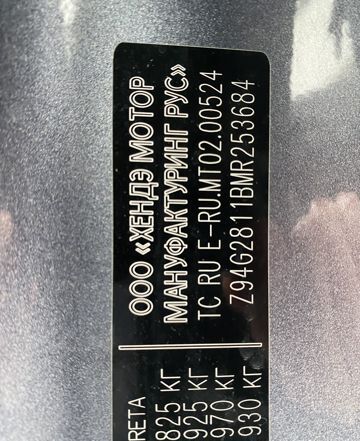 ООО «ХЕНДЭ МОТОР
МАНУФАКТУРИНГ РУС»
TC RU E-RU.MT02.00524
Z94G2811BMR253684
825 КГ
925 КГ
970 КГ
930 КГ
RETA